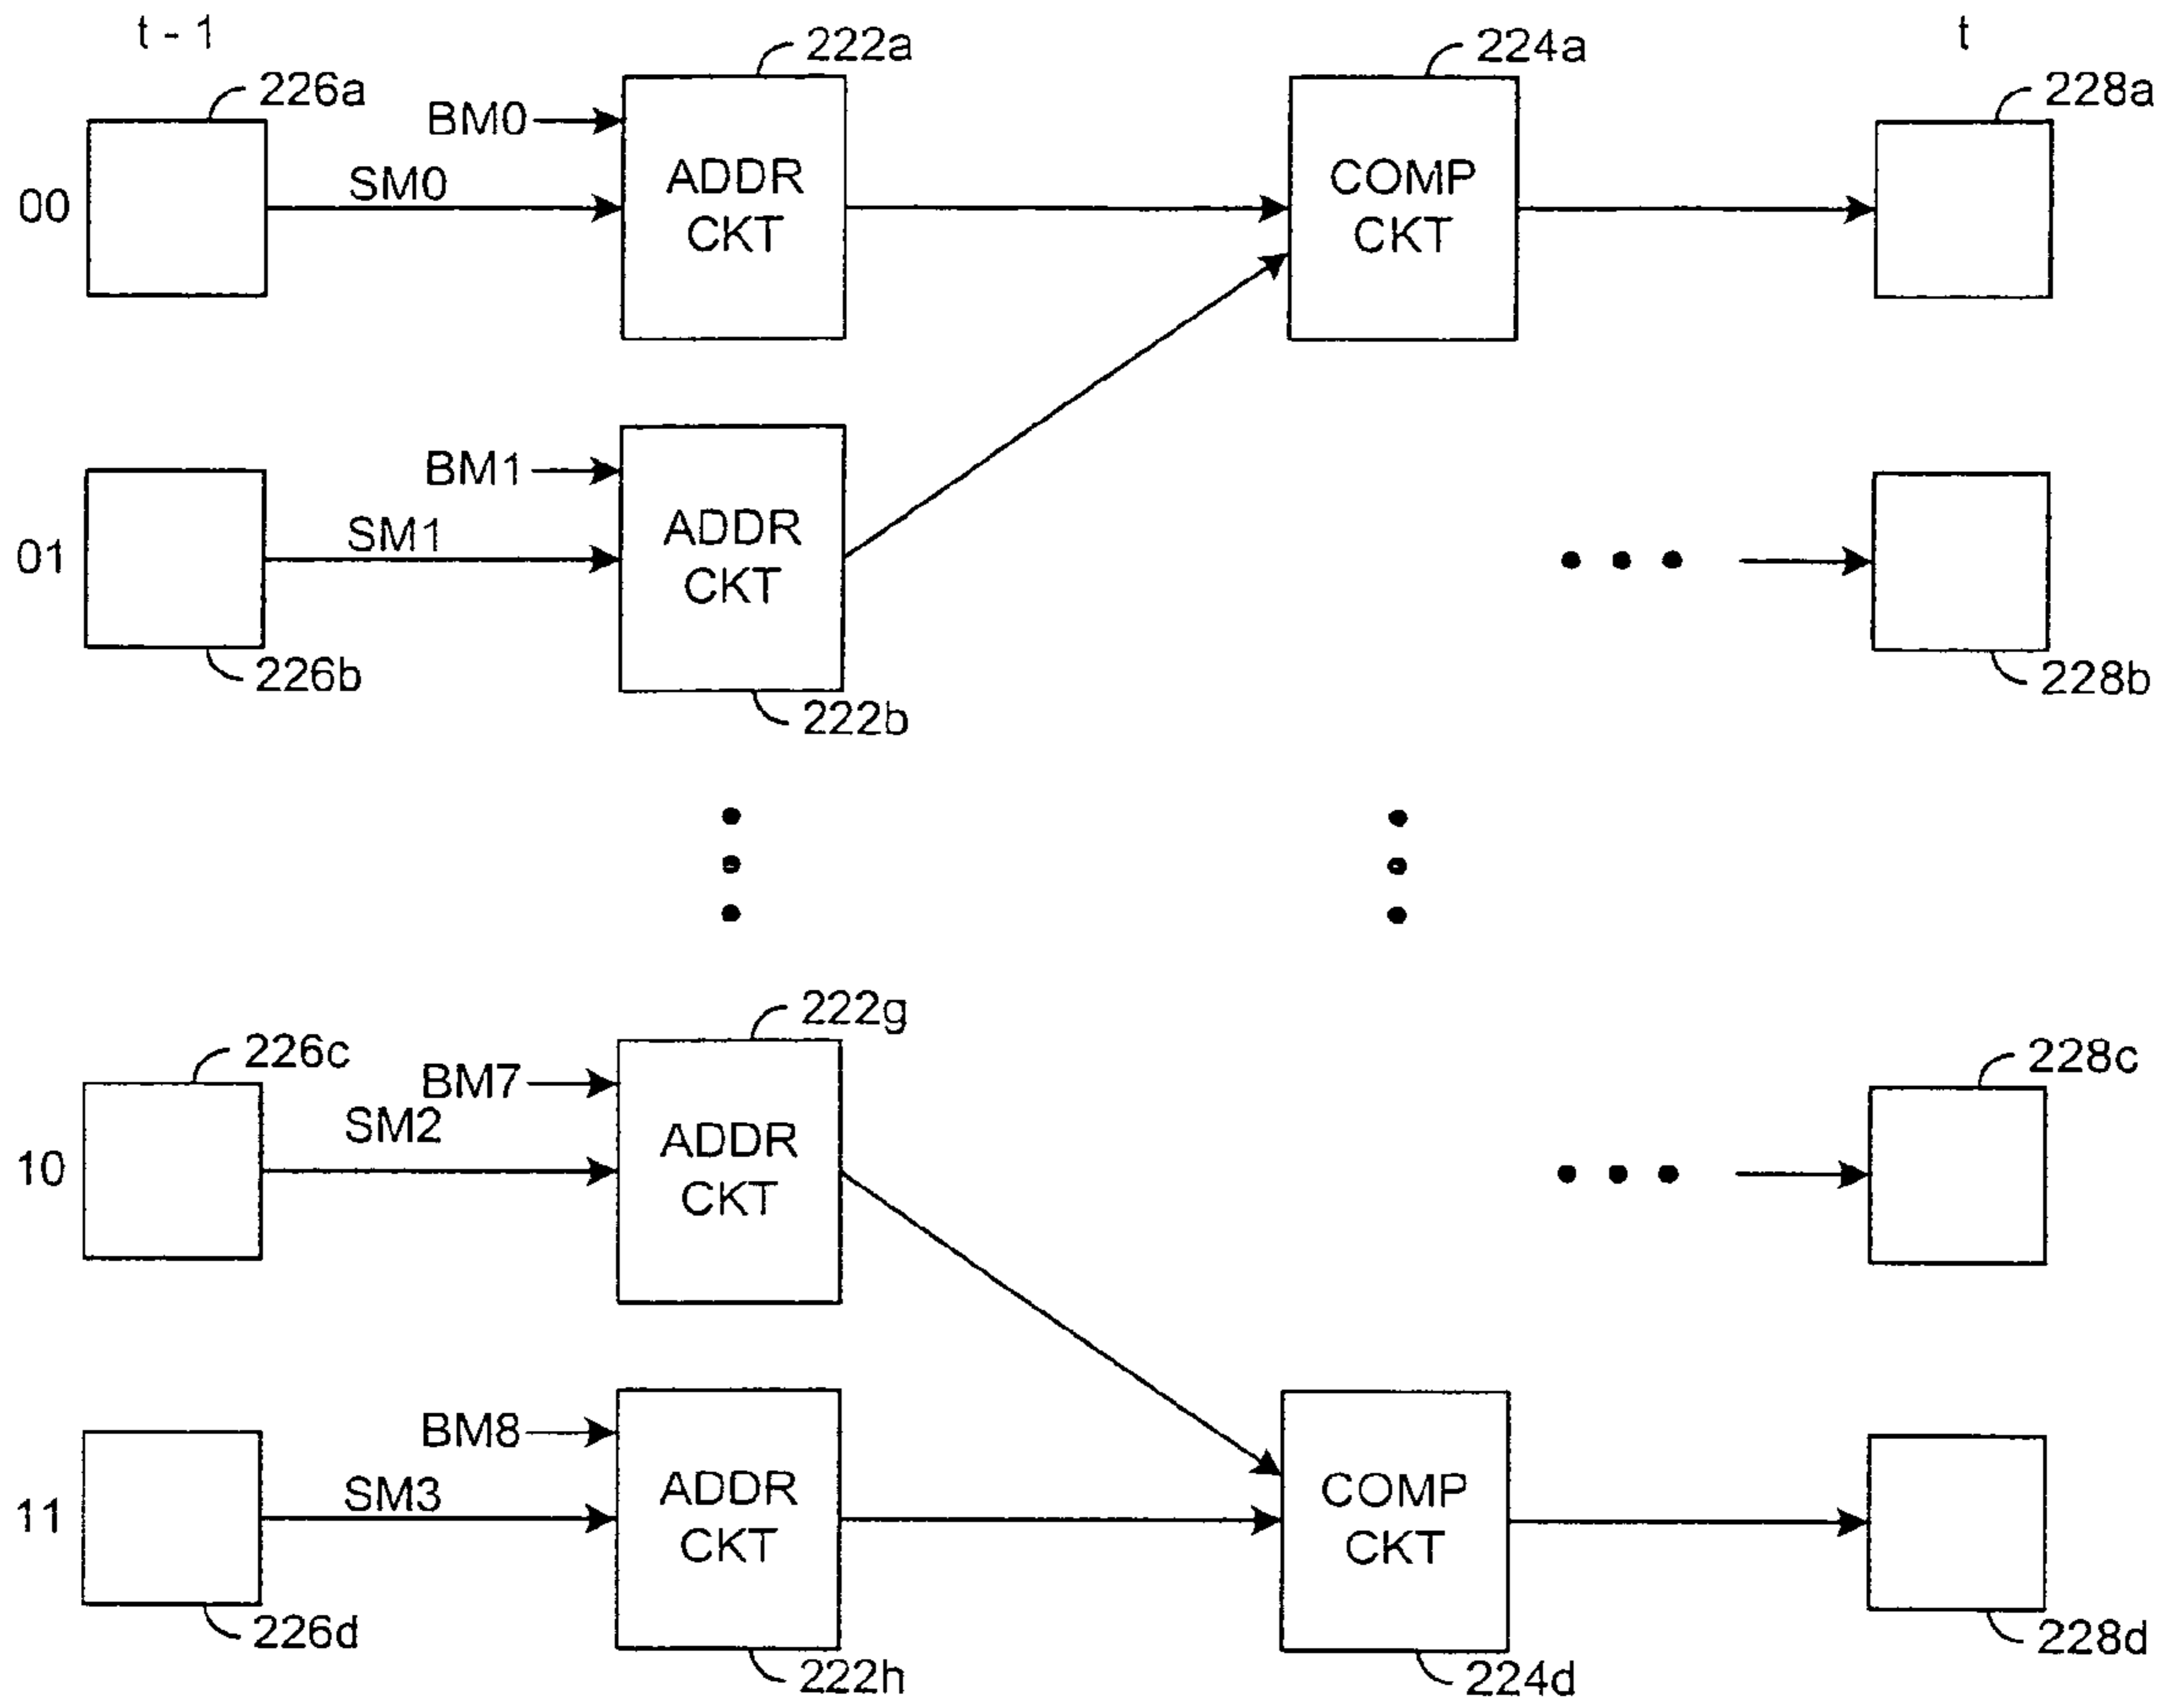 t - 1
t
222a
224a
226a
228a
BM0
ADDR
CKT
COMP
CKT
00
SM0
BM1
ADDR
CKT
01
SM1
226b
222b
228b
222g
226c
228c
BM7
SM2
ADDR
CKT
10
BM8
ADDR
CKT
COMP
CKT
11
SM3
226d
222h
224d
228d